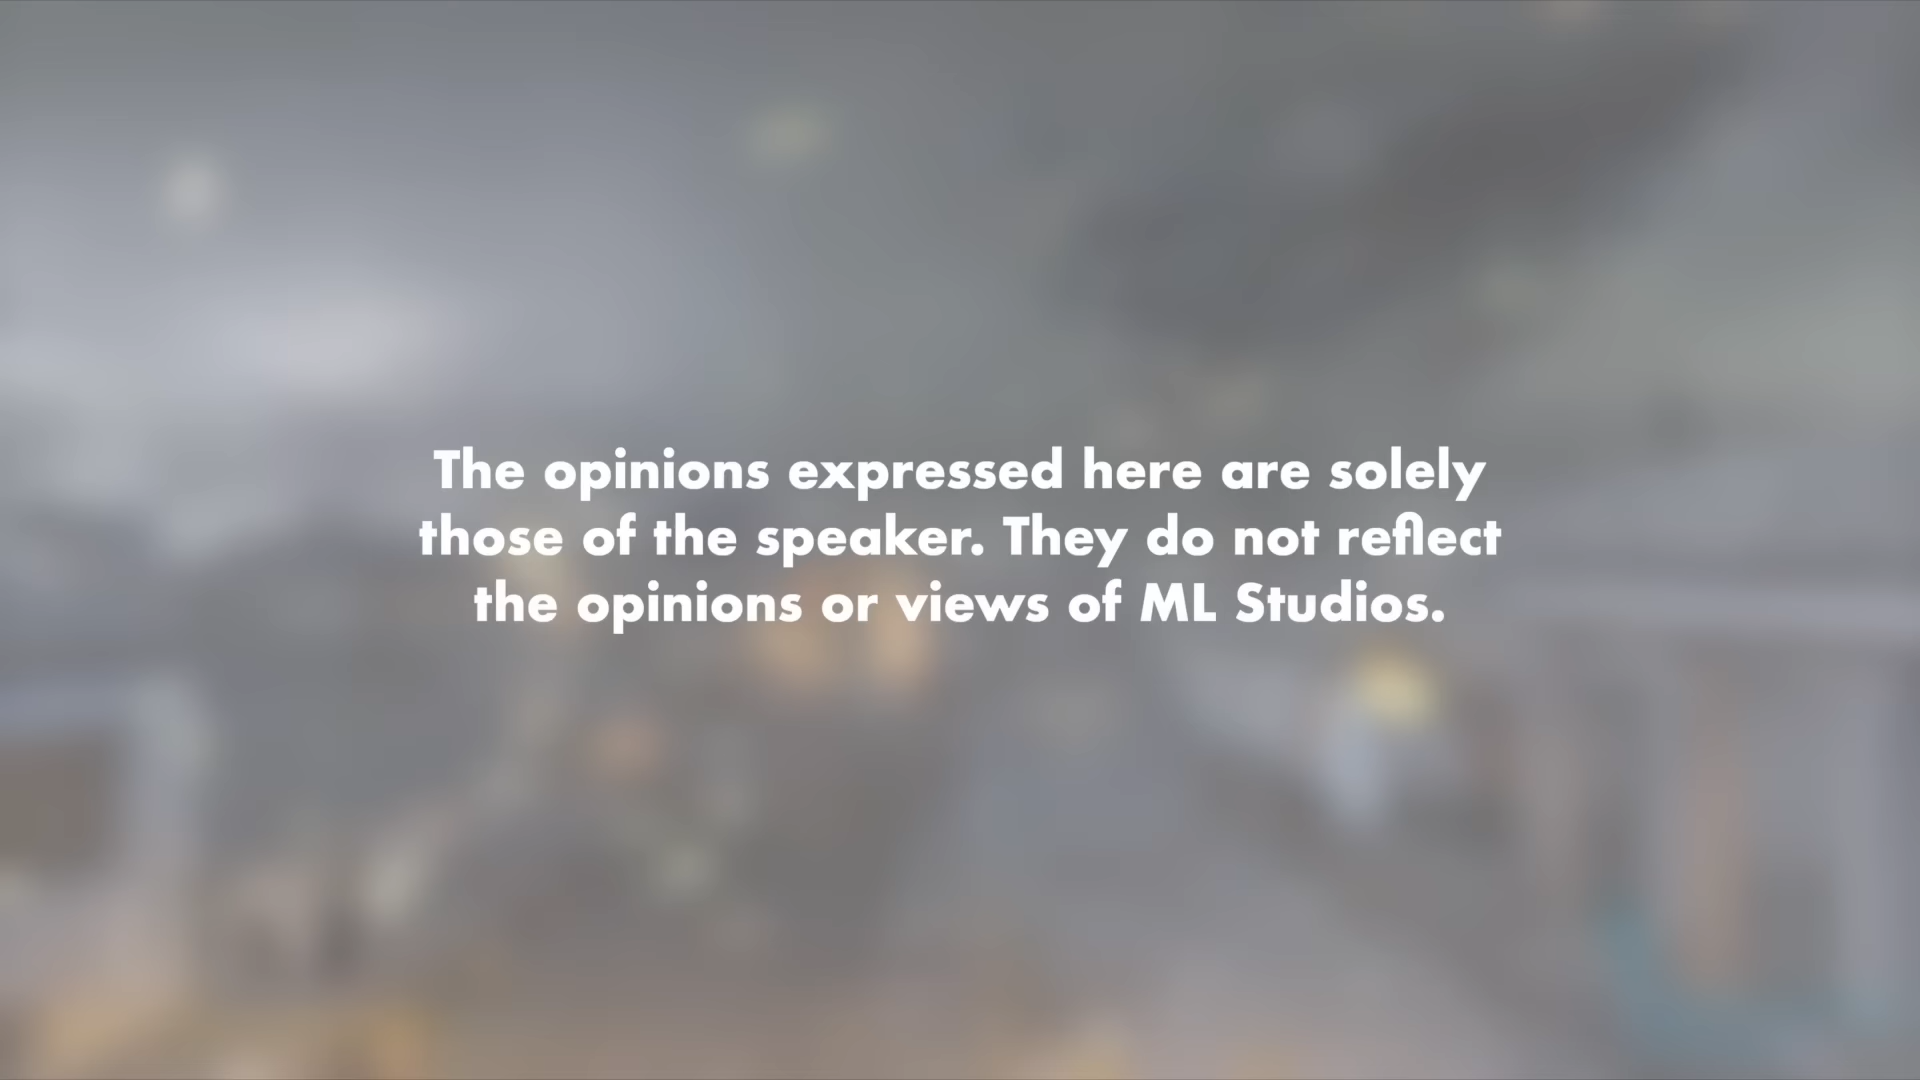 The opinions expressed here are solely
those of the speaker. They do not reflect
the opinions or views of ML Studios.